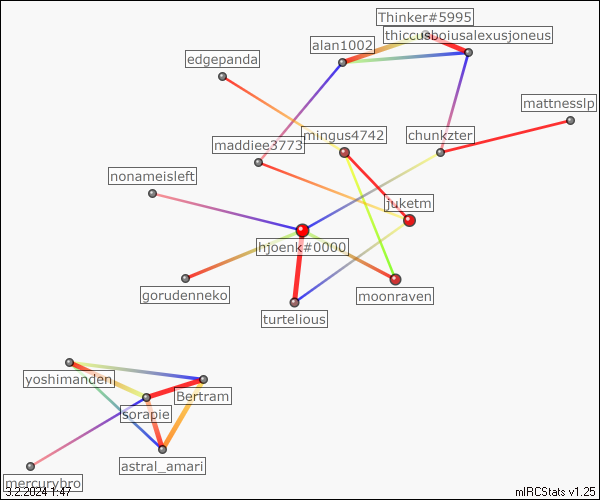 Thinker#5995
thiccusboiusalexusjoneus
alan1002
edgepanda
mattnesslp
mingus4742
chunkzter
maddiee3773
nonameisleft
juketm
hjoenk#0000
gorudenneko
moonraven
turtelious
yoshimanden
Bertram
sorapie
astral_amari
mercurybro
3.2.2024 1:47
mIRCStats v1.25